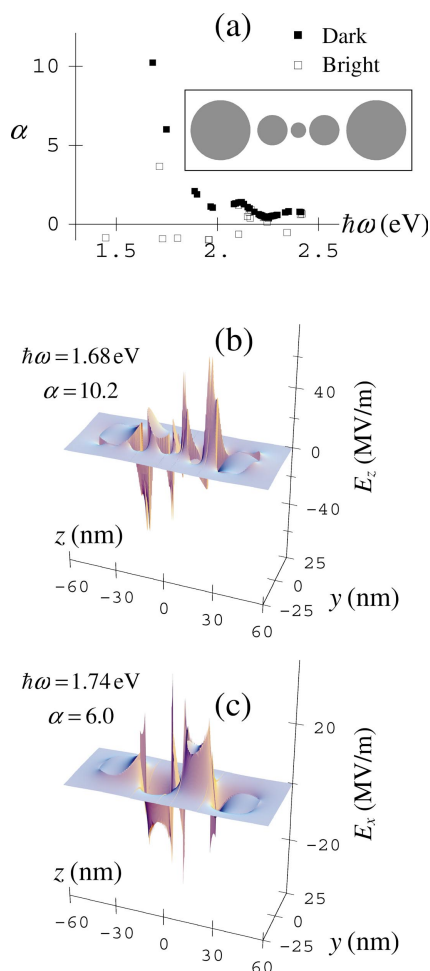 (a)
■ Dark
□ Bright
10
α
5
0
ħω (eV)
1.5
2.
2.5
(b)
ħω = 1.68 eV
α = 10.2
40
0
-40
E_z (MV/m)
z (nm)
-60
-30
0
30
60
25
0
-25
y (nm)
ħω = 1.74 eV
α = 6.0
(c)
20
-20
E_x (MV/m)
z (nm)
-60
-30
0
30
60
25
0
-25
y (nm)